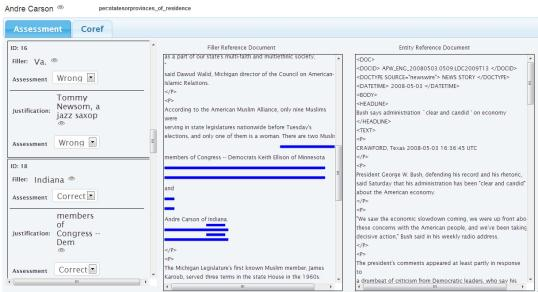 Andre Carson per:statesorprovinces_of_residence
Assessment Coref
ID: 16
Filler: Va.
Assessment Wrong
Justification: Tommy
Newsom, a
jazz saxop
Assessment Wrong
ID: 18
Filler: Indiana
Assessment Correct
Justification: members
of
Congress --
Dem
Assessment Correct
Filler Reference Document
as a part of our state's multi-faith and multiethnic society,"
said Dawud Walid, Michigan director of the Council on American-
Islamic Relations.
</P>
<P>
According to the American Muslim Alliance, only nine Muslims
were
serving in state legislatures nationwide before Tuesday's
elections, and only one of them is a woman. There are two Muslin
members of Congress -- Democrats Keith Ellison of Minnesota
and
Andre Carson of Indiana.
</P>
<P>
The Michigan Legislature's first known Muslim member, James
Karoub, served three terms in the state House in the 1960s.
Entity Reference Document
<DOC>
<DOCID> APW_ENG_20080503.0509.LDC2009T13 </DOCID>
<DOCTYPE SOURCE="newswire"> NEWS STORY </DOCTYPE>
<DATETIME> 2008-05-03 </DATETIME>
<BODY>
<HEADLINE>
Bush says administration ` clear and candid ' on economy
</HEADLINE>
<TEXT>
<P>
CRAWFORD, Texas 2008-05-03 16:36:45 UTC
</P>
<P>
President George W. Bush, defending his record and his rhetoric,
said Saturday that his administration has been "clear and candid"
about the American economy.
</P>
<P>
"We saw the economic slowdown coming, we were up front abo
these concerns with the American people, and we've been taking
decisive action," Bush said in his weekly radio address.
</P>
<P>
The president's comments appeared at least partly in response
to
a drumbeat of criticism from Democratic leaders, who say his